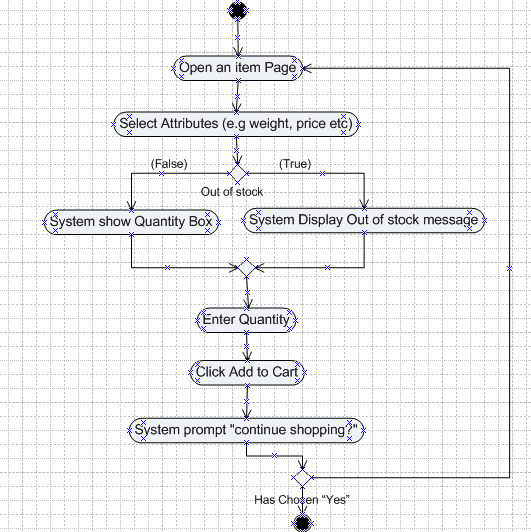 Open an item Page
Select Attributes (e.g weight, price etc)
(False)
(True)
Out of stock
System show Quantity Box
System Display Out of stock message
Enter Quantity
Click Add to Cart
System prompt "continue shopping?"
Has Chosen "Yes"